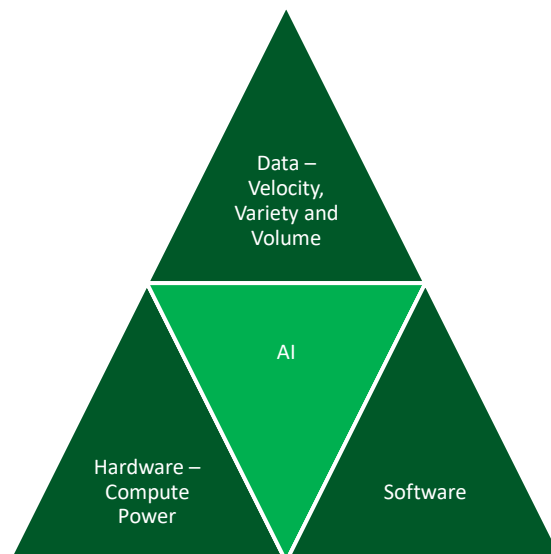 Data –
Velocity,
Variety and
Volume
AI
Hardware –
Compute
Power
Software